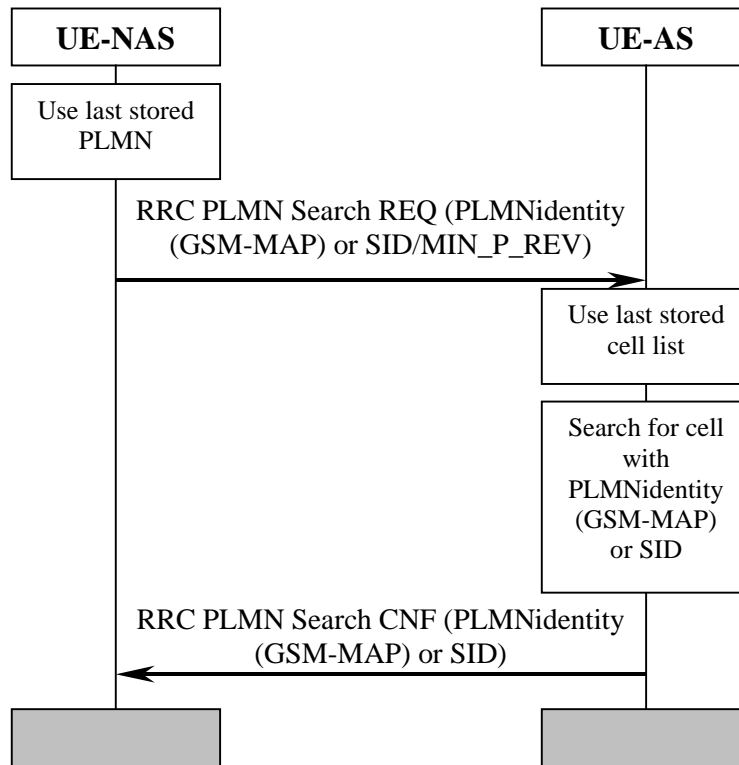 UE-NAS
UE-AS
Use last stored
PLMN
RRC PLMN Search REQ (PLMNidentity
(GSM-MAP) or SID/MIN_P_REV)
Use last stored
cell list
Search for cell
with
PLMNidentity
(GSM-MAP)
or SID
RRC PLMN Search CNF (PLMNidentity
(GSM-MAP) or SID)